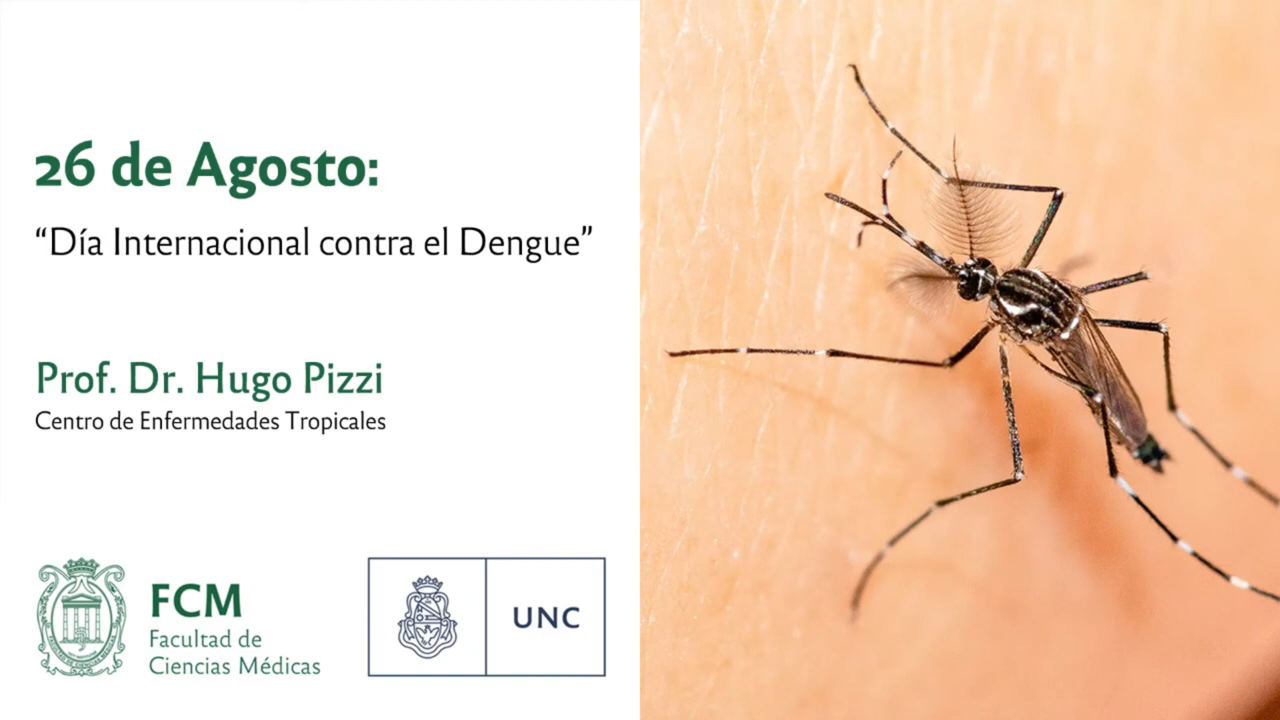 26 de Agosto:
“Día Internacional contra el Dengue”
Prof. Dr. Hugo Pizzi
Centro de Enfermedades Tropicales
FCM
Facultad de
Ciencias Médicas
UNC